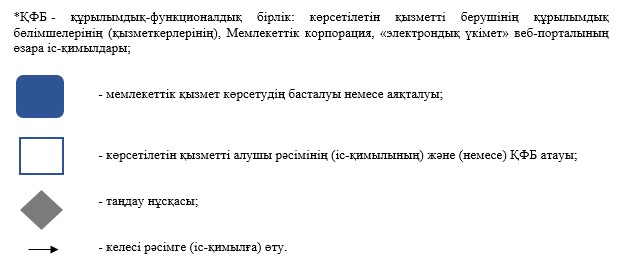 *ҚФБ - құрылымдық-функционалдық бірлік: көрсетілетін қызметті берушінің құрылымдық
бөлімшелерінің (қызметкерлерінің), Мемлекеттік корпорация, «электрондық үкімет» веб-порталының
өзара іс-қимылдары;
- мемлекеттік қызмет көрсетудің басталуы немесе аяқталуы;
- көрсетілетін қызметті алушы рәсімінің (іс-қимылының) және (немесе) ҚФБ атауы;
- таңдау нұсқасы;
- келесі рәсімге (іс-қимылға) өту.